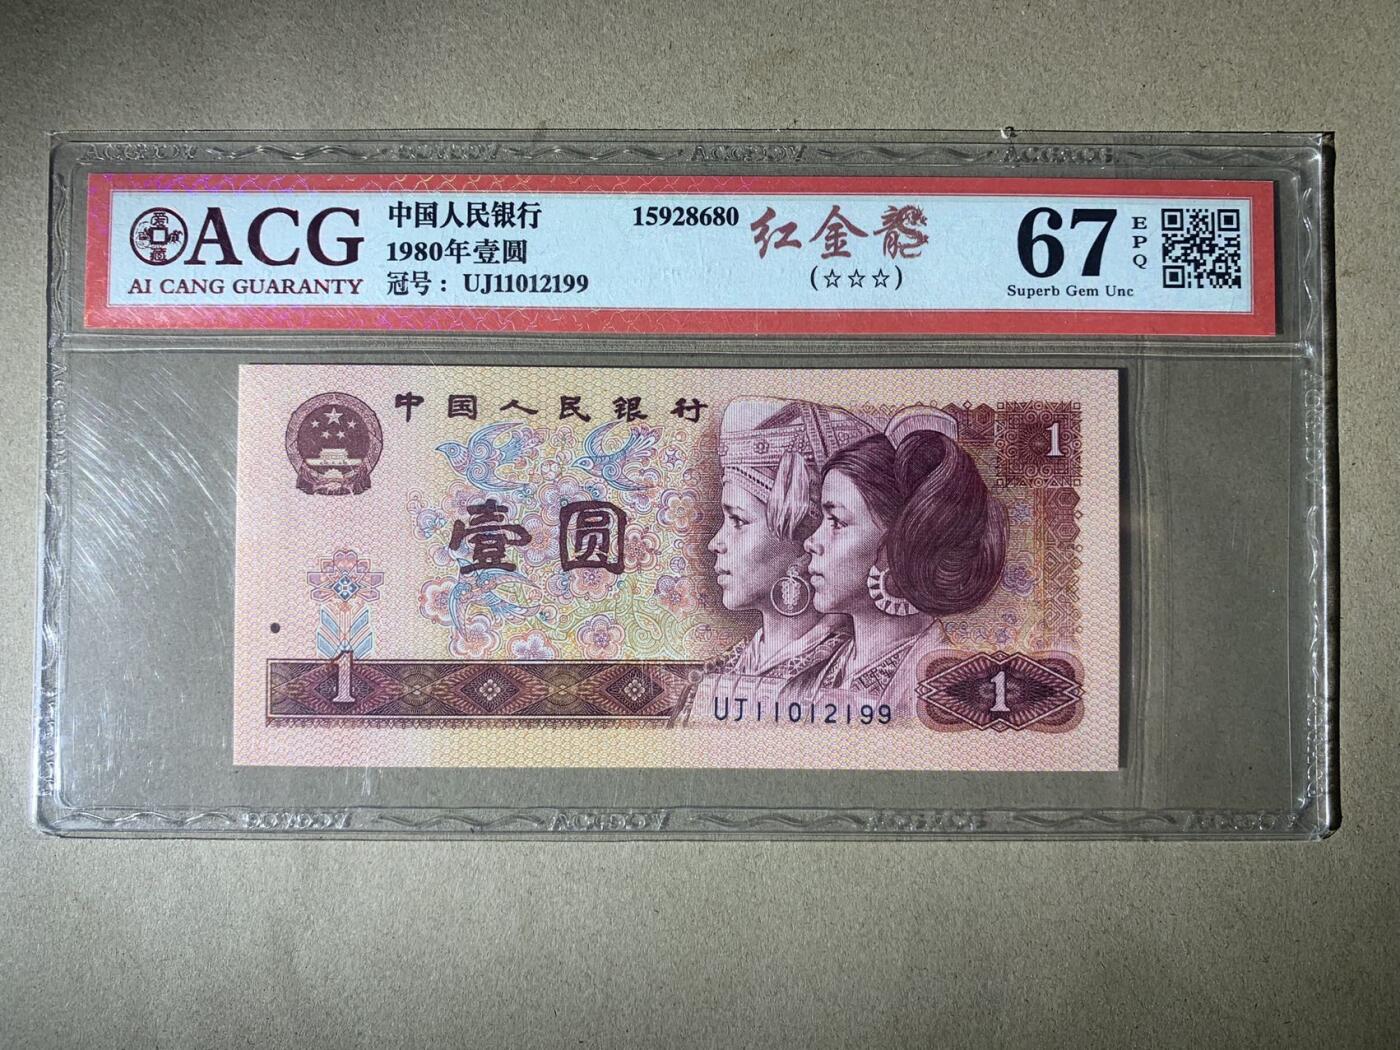 ACG
AI CANG GUARANTY
中国人民银行
1980年壹圆
冠号： UJ11012199
15928680
红金龍
(☆☆☆)
67
EPQ
Superb Gem Unc
中国人民银行
1
壹圆
1
UJ11012199
1